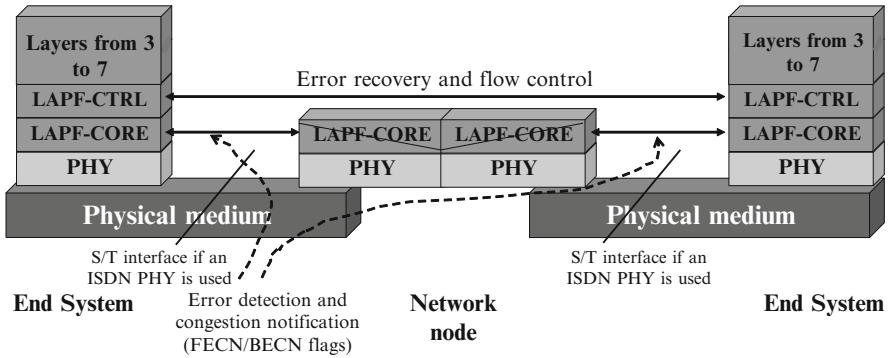 Layers from 3
to 7
LAPF-CTRL
LAPF-CORE
PHY
Error recovery and flow control
LAPF-CORE
LAPF-CORE
PHY
PHY
Layers from 3
to 7
LAPF-CTRL
LAPF-CORE
PHY
Physical medium
Physical medium
S/T interface if an
ISDN PHY is used
S/T interface if an
ISDN PHY is used
End System
Error detection and
congestion notification
(FECN/BECN flags)
Network
node
End System